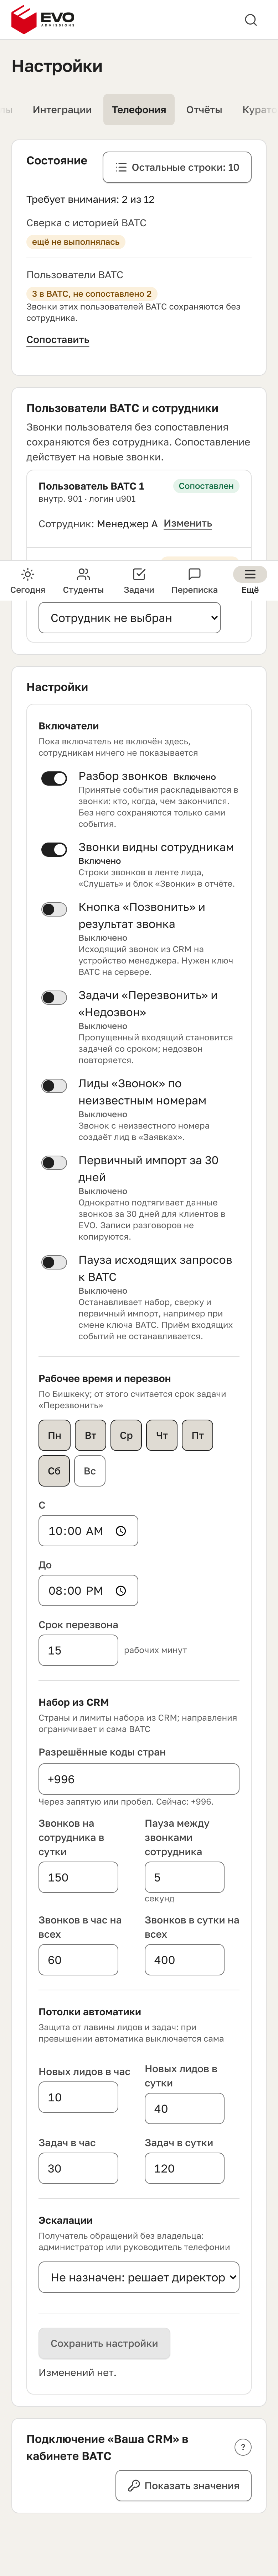 EVO
ADMISSIONS
Настройки
Интеграции
Телефония
Отчёты
Состояние
Остальные строки: 10
Требует внимания: 2 из 12
Сверка с историей ВАТС
ещё не выполнялась
Пользователи ВАТС
3 в ВАТС, не сопоставлено 2
Звонки этих пользователей ВАТС сохраняются без
сотрудника.
Сопоставить
Пользователи ВАТС и сотрудники
Звонки пользователя без сопоставления
сохраняются без сотрудника. Сопоставление
действует на новые звонки.
Пользователь ВАТС 1
Сопоставлен
внутр. 901 · логин u901
Сотрудник: Менеджер А Изменить
Сегодня
Студенты
Задачи
Переписка
Ещё
Сотрудник не выбран
Настройки
Включатели
Пока включатель не включён здесь,
сотрудникам ничего не показывается
Разбор звонков Включено
Принятые события раскладываются в
звонки: кто, когда, чем закончился.
Без него сохраняются только сами
события.
Звонки видны сотрудникам
Включено
Строки звонков в ленте лида,
«Слушать» и блок «Звонки» в отчёте.
Кнопка «Позвонить» и
результат звонка
Выключено
Исходящий звонок из CRM на
устройство менеджера. Нужен ключ
ВАТС на сервере.
Задачи «Перезвонить» и
«Недозвон»
Выключено
Пропущенный входящий становится
задачей со сроком; недозвон
повторяется.
Лиды «Звонок» по
неизвестным номерам
Выключено
Звонок с неизвестного номера
создаёт лид в «Заявках».
Первичный импорт за 30
дней
Выключено
Однократно подтягивает данные
звонков за 30 дней для клиентов в
EVO. Записи разговоров не
копируются.
Пауза исходящих запросов
к ВАТС
Выключено
Останавливает набор, сверку и
первичный импорт, например при
смене ключа ВАТС. Приём входящих
событий не останавливается.
Рабочее время и перезвон
По Бишкеку; от этого считается срок задачи
«Перезвонить»
Пн
Вт
Ср
Чт
Пт
Сб
Вс
С
10:00 AM
До
08:00 PM
Срок перезвона
15
рабочих минут
Набор из CRM
Страны и лимиты набора из CRM; направления
ограничивает и сама ВАТС
Разрешённые коды стран
+996
Через запятую или пробел. Сейчас: +996.
Звонков на
сотрудника в
сутки
150
Пауза между
звонками
сотрудника
5
секунд
Звонков в час на
всех
60
Звонков в сутки на
всех
400
Потолки автоматики
Защита от лавины лидов и задач: при
превышении автоматика выключается сама
Новых лидов в час
10
Новых лидов в
сутки
40
Задач в час
30
Задач в сутки
120
Эскалации
Получатель обращений без владельца:
администратор или руководитель телефонии
Не назначен: решает директор
Сохранить настройки
Изменений нет.
Подключение «Ваша CRM» в
кабинете ВАТС
?
Показать значения